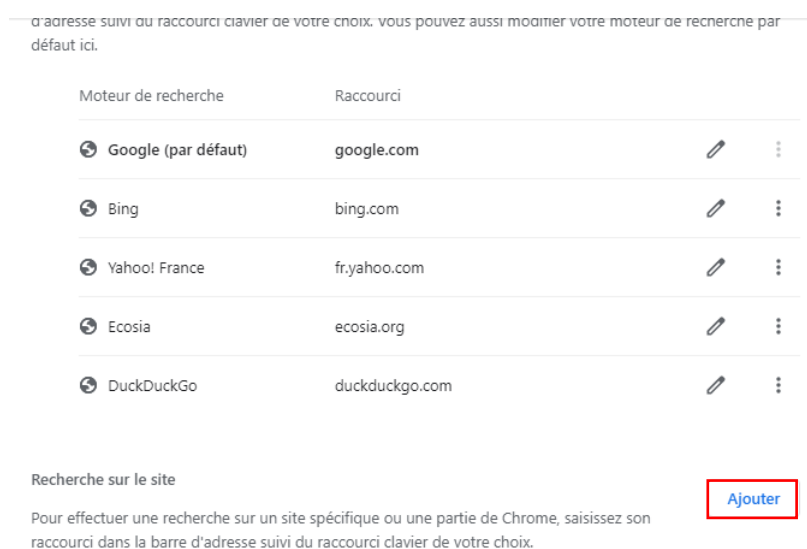 d'adresse suivi du raccourci clavier de votre choix. Vous pouvez aussi modifier votre moteur de recherche par
défaut ici.
Moteur de recherche Raccourci
Google (par défaut) google.com
Bing bing.com
Yahoo! France fr.yahoo.com
Ecosia ecosia.org
DuckDuckGo duckduckgo.com
Recherche sur le site
Ajouter
Pour effectuer une recherche sur un site spécifique ou une partie de Chrome, saisissez son
raccourci dans la barre d'adresse suivi du raccourci clavier de votre choix.